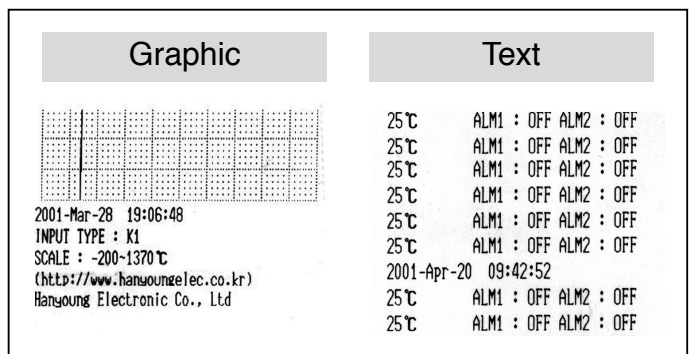 Graphic
2001-Mar-28 19:06:48
INPUT TYPE : K1
SCALE : -200~1370℃
(http://www.hanyoungelec.co.kr)
Hanyoung Electronic Co., Ltd
Text
25℃ ALM1 : OFF ALM2 : OFF
25℃ ALM1 : OFF ALM2 : OFF
25℃ ALM1 : OFF ALM2 : OFF
25℃ ALM1 : OFF ALM2 : OFF
25℃ ALM1 : OFF ALM2 : OFF
25℃ ALM1 : OFF ALM2 : OFF
2001-Apr-20 09:42:52
25℃ ALM1 : OFF ALM2 : OFF
25℃ ALM1 : OFF ALM2 : OFF